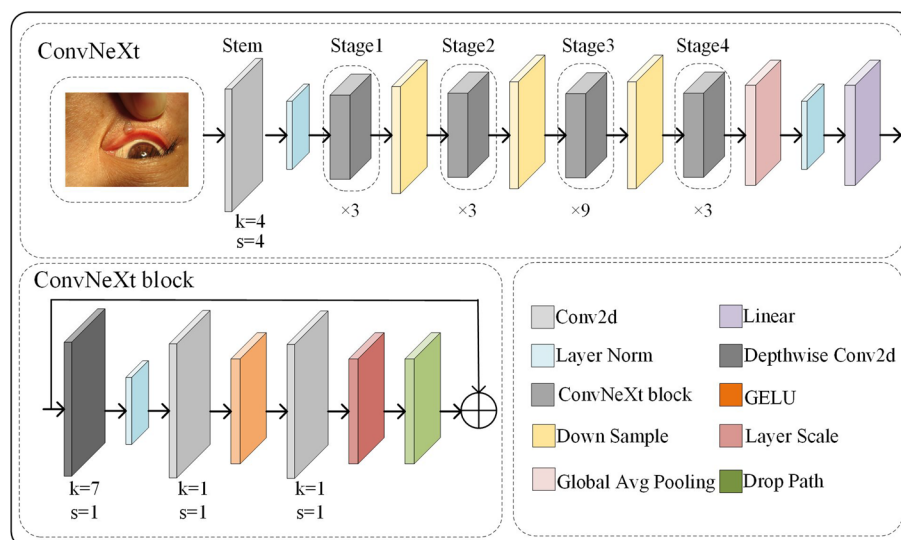 ConvNeXt
Stem
Stage1
Stage2
Stage3
Stage4
k=4
s=4
×3
×3
×9
×3
ConvNeXt block
k=7
s=1
k=1
s=1
k=1
s=1
Conv2d
Linear
Layer Norm
Depthwise Conv2d
ConvNeXt block
GELU
Down Sample
Layer Scale
Global Avg Pooling
Drop Path